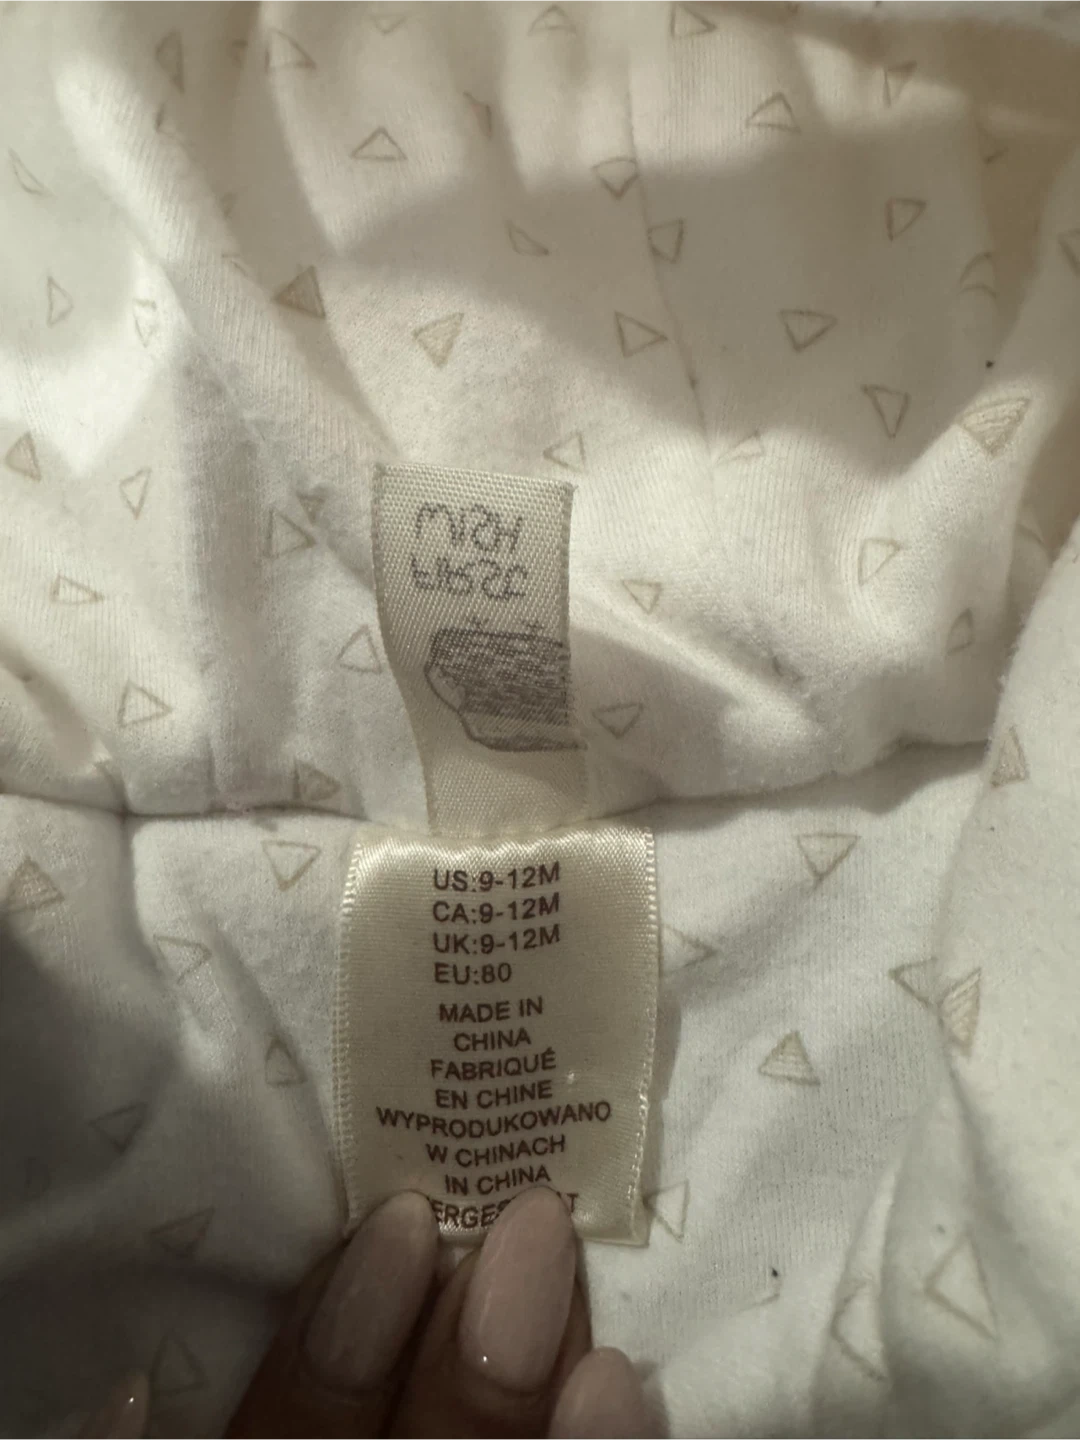 US:9-12M
CA:9-12M
UK:9-12M
EU:80
MADE IN
CHINA
FABRIQUÉ
EN CHINE
WYPRODUKOWANO
W CHINACH
IN CHINA